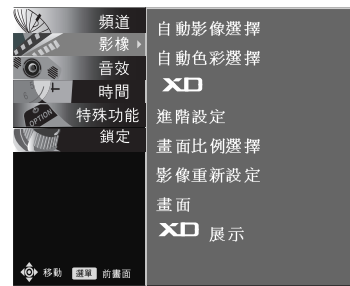 頻道
影像
音效
時間
特殊功能
OPTION
鎖定
移動 選單 前畫面
自動影像選擇
自動色彩選擇
XD
進階設定
畫面比例選擇
影像重新設定
畫面
XD 展示